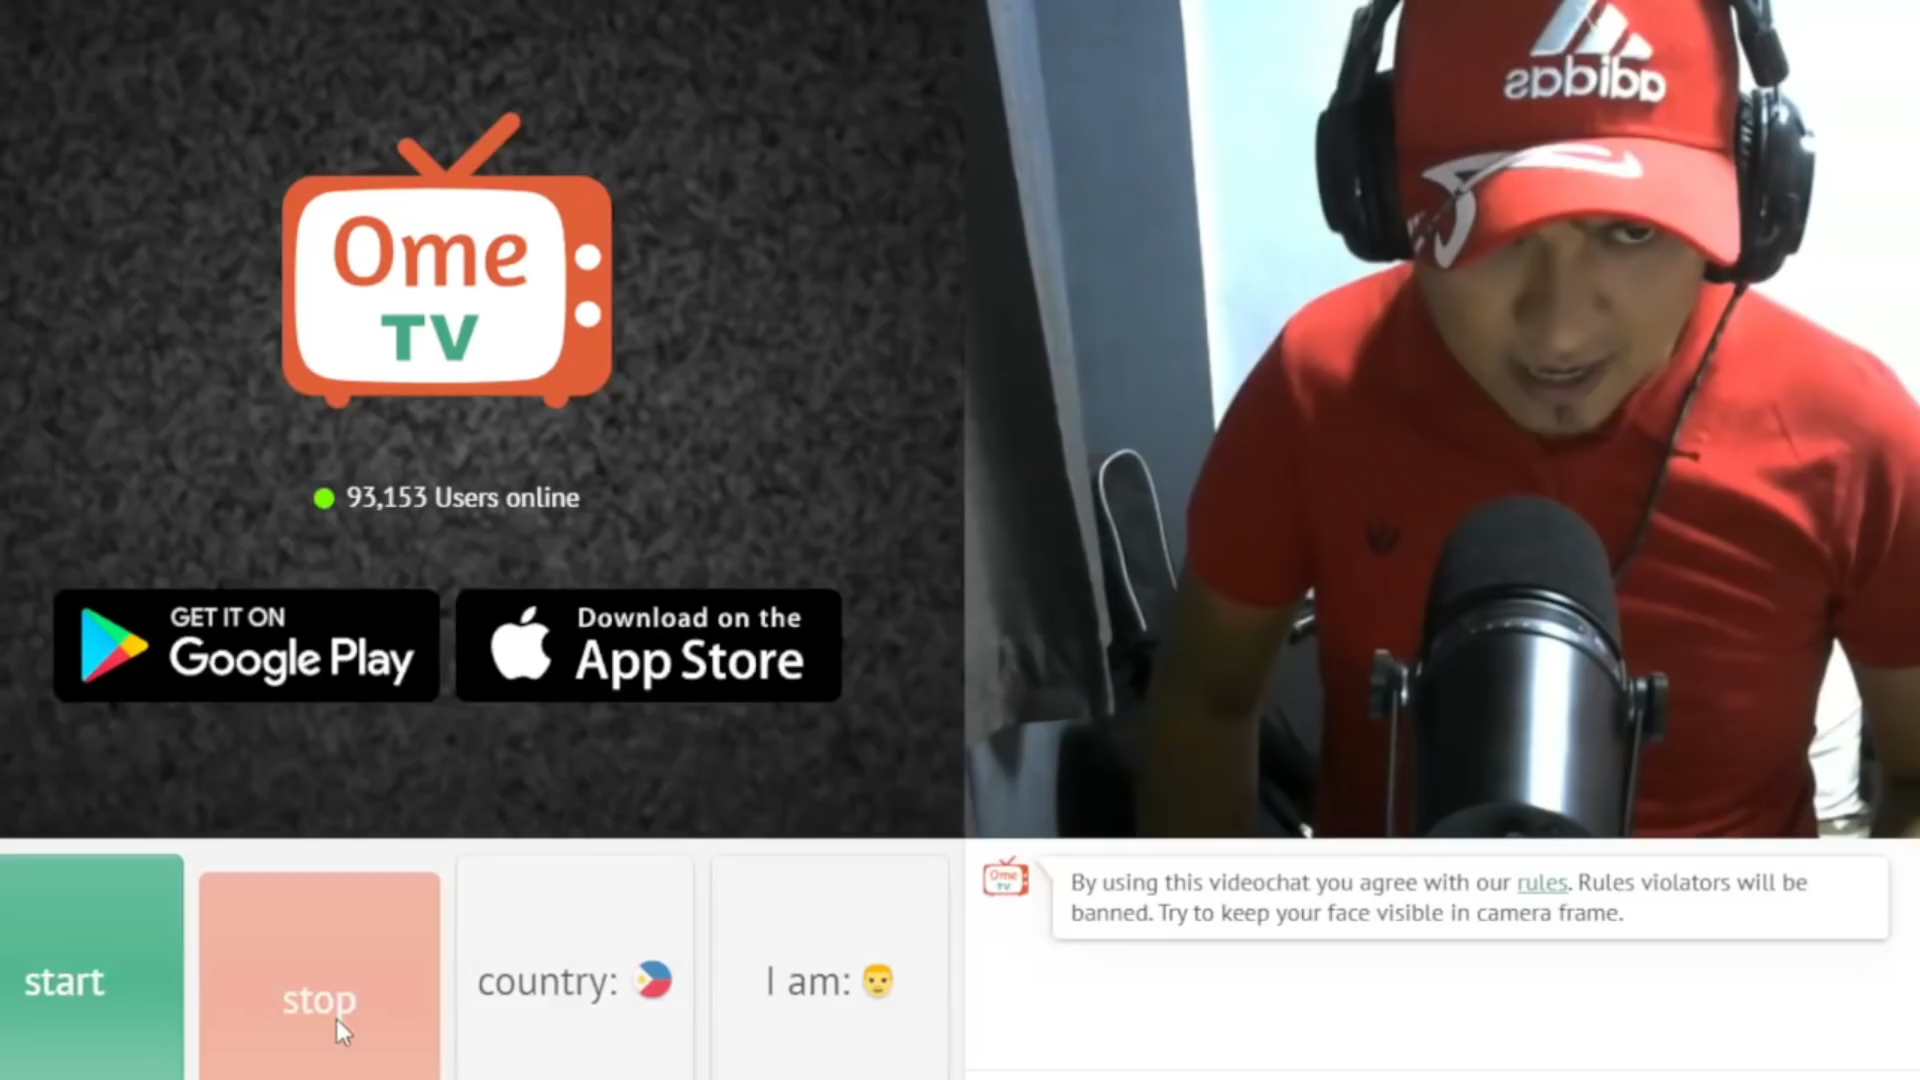 Ome
TV
93,153 Users online
GET IT ON
Google Play
Download on the
App Store
adidas
start
stop
country:
I am:
Ome
TV
By using this videochat you agree with our rules. Rules violators will be
banned. Try to keep your face visible in camera frame.